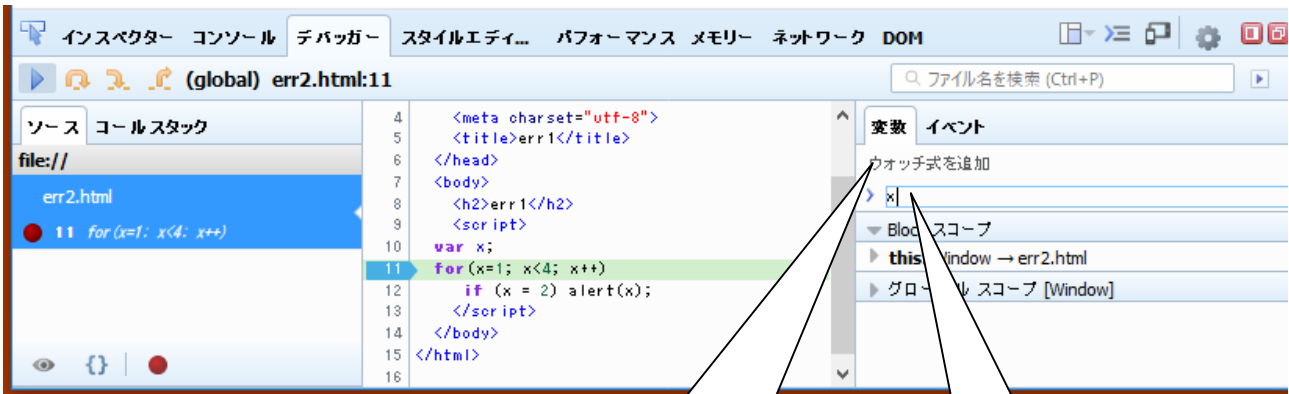 インスペクター コンソール デバッガー スタイルエディ... パフォーマンス メモリー ネットワーク DOM
(global) err2.html:11 ファイル名を検索 (Ctrl+P)
ソース コールスタック
file://
err2.html
11 for(x=1; x<4; x++)
4 <meta charset="utf-8">
5 <title>err1</title>
6 </head>
7 <body>
8 <h2>err1</h2>
9 <script>
10 var x;
11 for(x=1; x<4; x++)
12 if (x = 2) alert(x);
13 </script>
14 </body>
15 </html>
16
変数 イベント
ウォッチ式を追加
x
Block スコープ
this Window → err2.html
グローバル スコープ [Window]